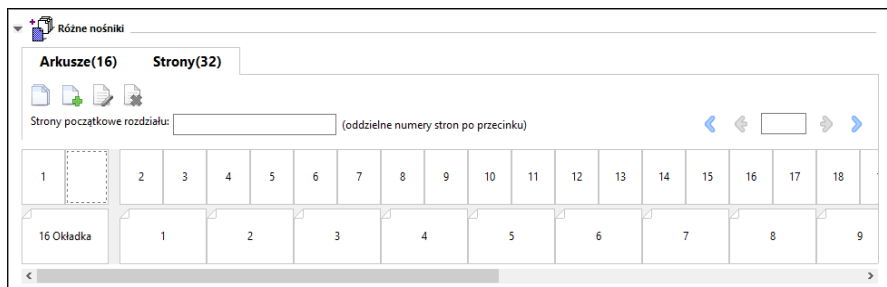 Różne nośniki
Arkusze(16) Strony(32)
Strony początkowe rozdziału: (oddzielne numery stron po przecinku)
1 2 3 4 5 6 7 8 9 10 11 12 13 14 15 16 17 18
16 Okładka 1 2 3 4 5 6 7 8 9